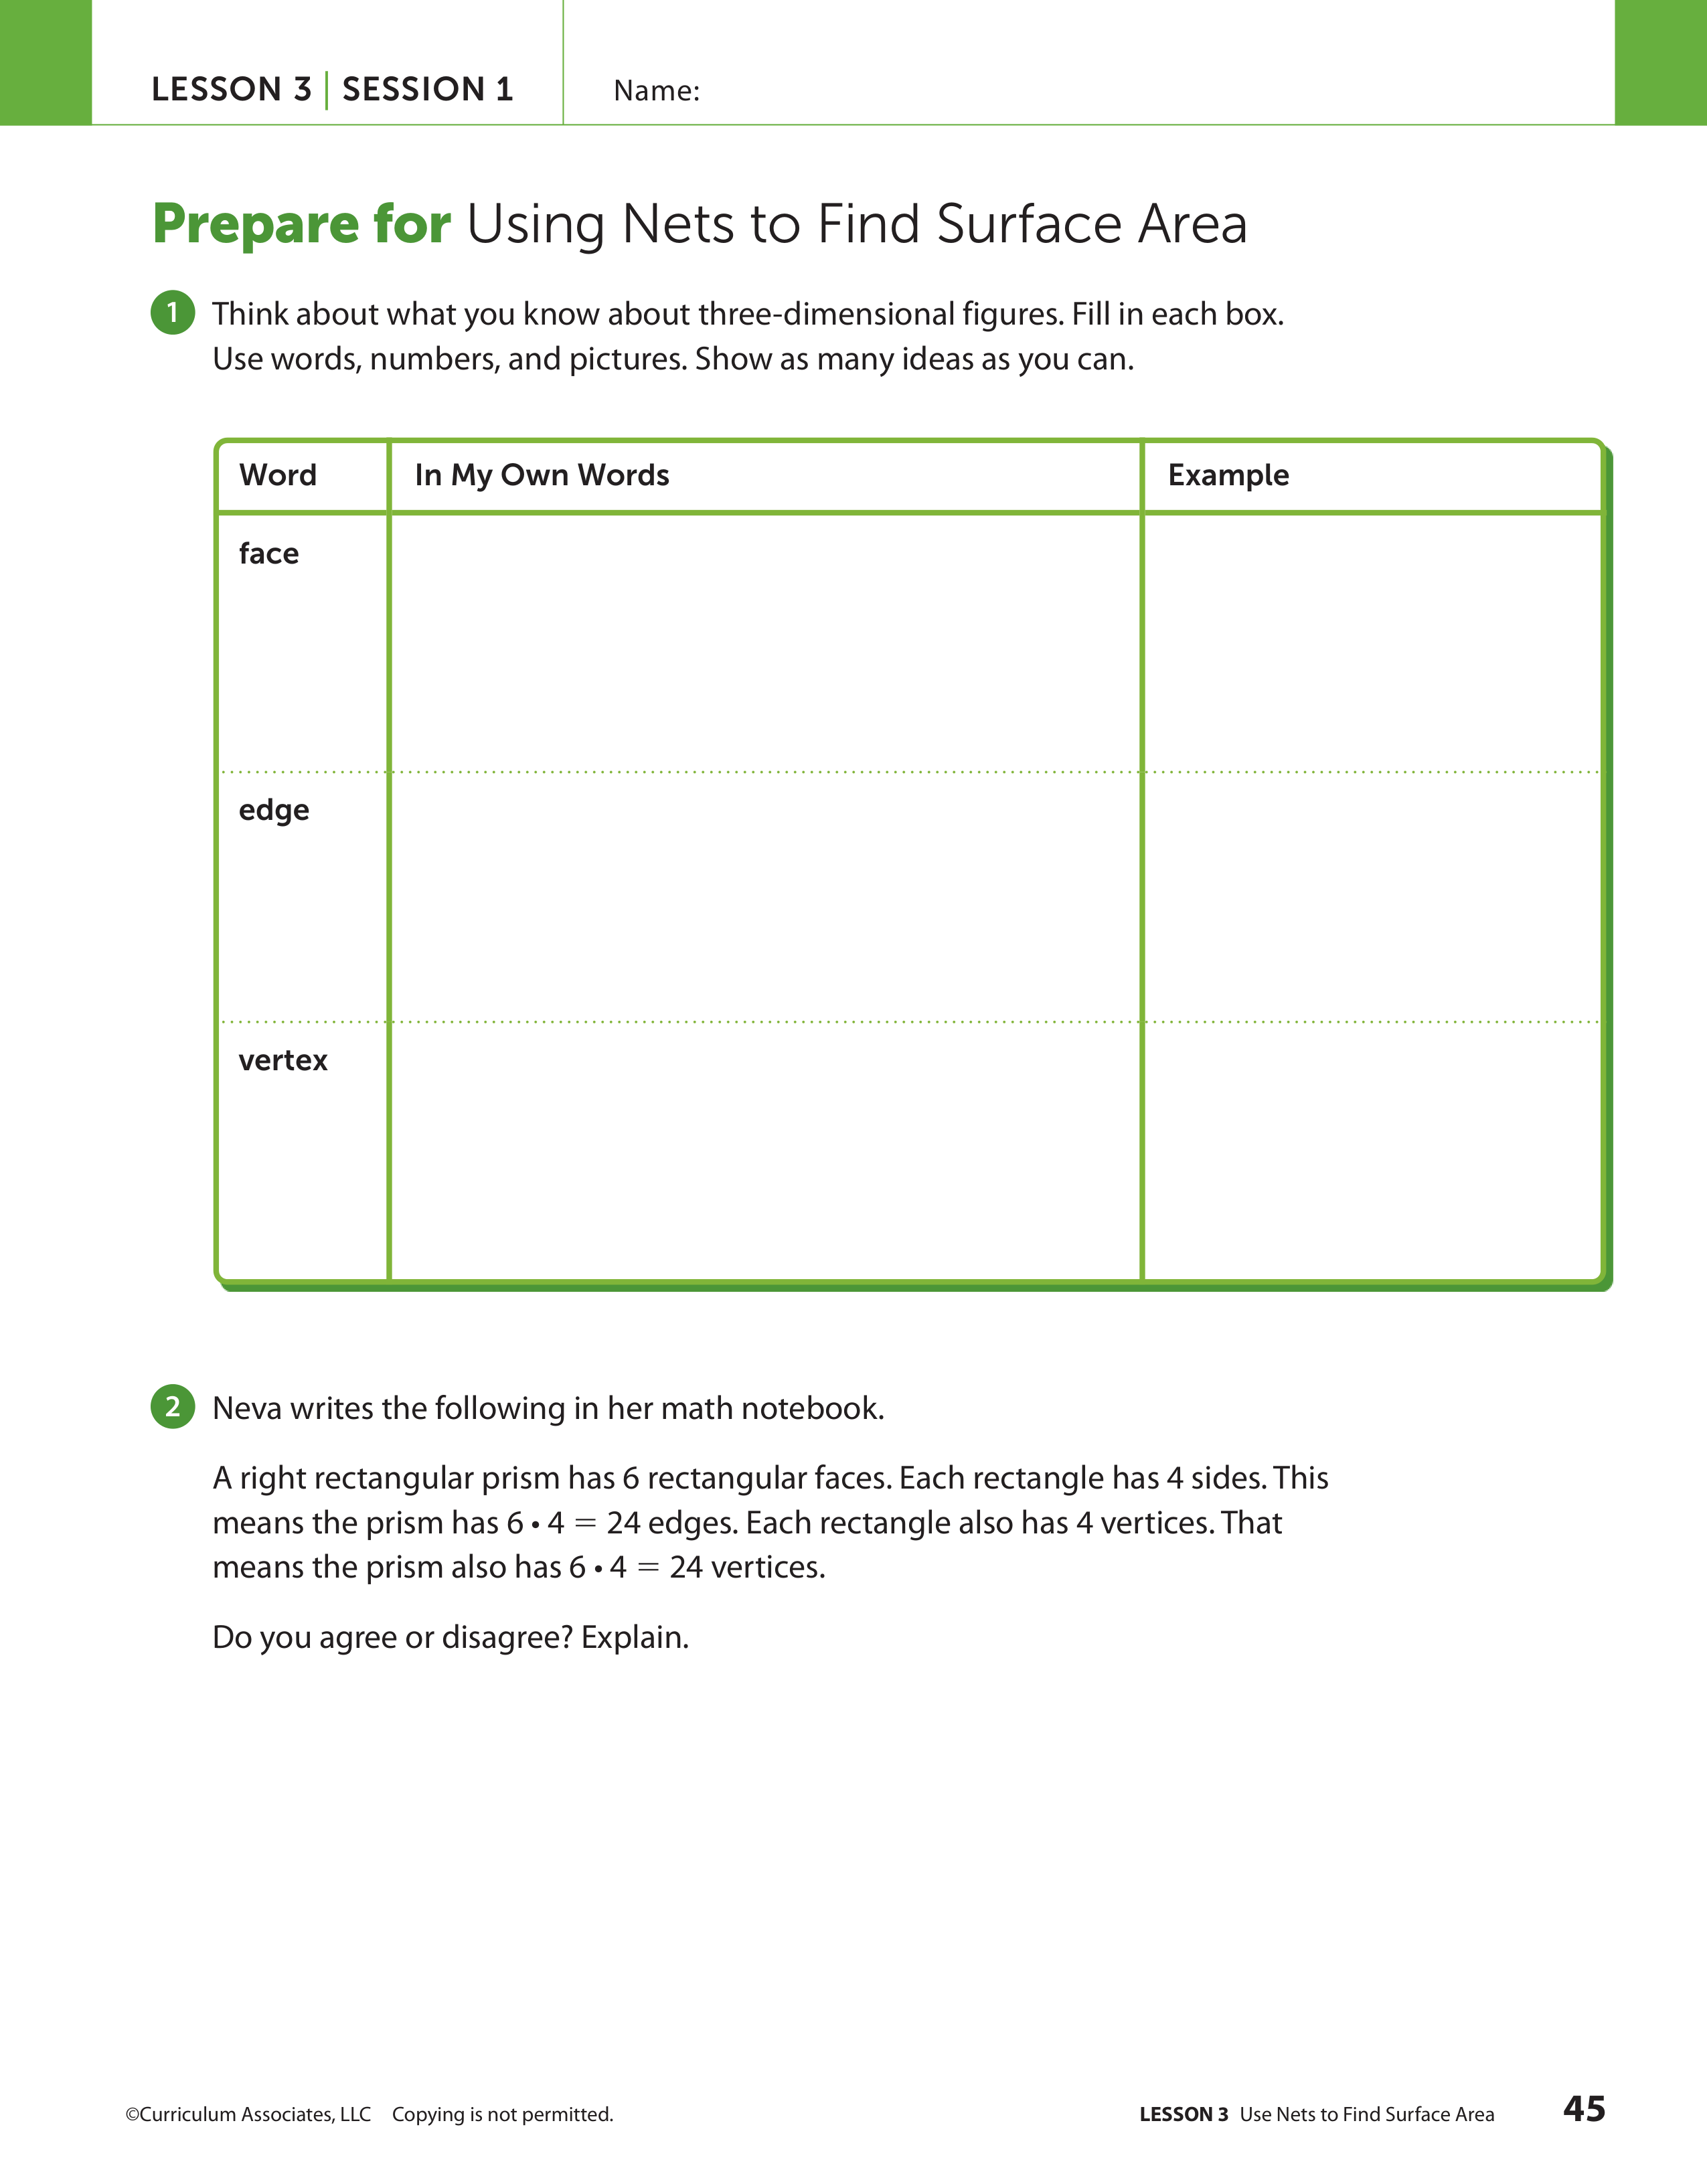 LESSON 3 | SESSION 1
Name:
Prepare for Using Nets to Find Surface Area
1 Think about what you know about three-dimensional figures. Fill in each box.
Use words, numbers, and pictures. Show as many ideas as you can.
Word In My Own Words Example
face
edge
vertex
2 Neva writes the following in her math notebook.
A right rectangular prism has 6 rectangular faces. Each rectangle has 4 sides. This
means the prism has 6 • 4 = 24 edges. Each rectangle also has 4 vertices. That
means the prism also has 6 • 4 = 24 vertices.
Do you agree or disagree? Explain.
©Curriculum Associates, LLC Copying is not permitted.
LESSON 3 Use Nets to Find Surface Area 45